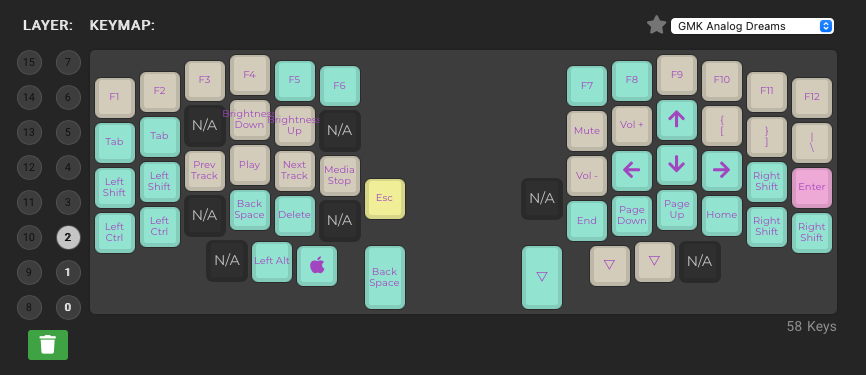 LAYER: KEYMAP: GMK Analog Dreams
15 7
14 6
13 5
12 4
11 3
10 2
9 1
8 0
F1 F2 F3 F4 F5 F6
Tab Tab N/A Brightness Down Brightness Up N/A
Left Shift Left Shift Prev Track Play Next Track Media Stop Esc
Left Ctrl Left Ctrl N/A Back Space Delete N/A
N/A Left Alt Back Space
F7 F8 F9 F10 F11 F12
Mute Vol + ↑ { [ } ] | \
Vol - ← ↓ → Right Shift Enter
N/A End Page Down Page Up Home Right Shift Right Shift
▽ ▽ ▽ N/A
58 Keys